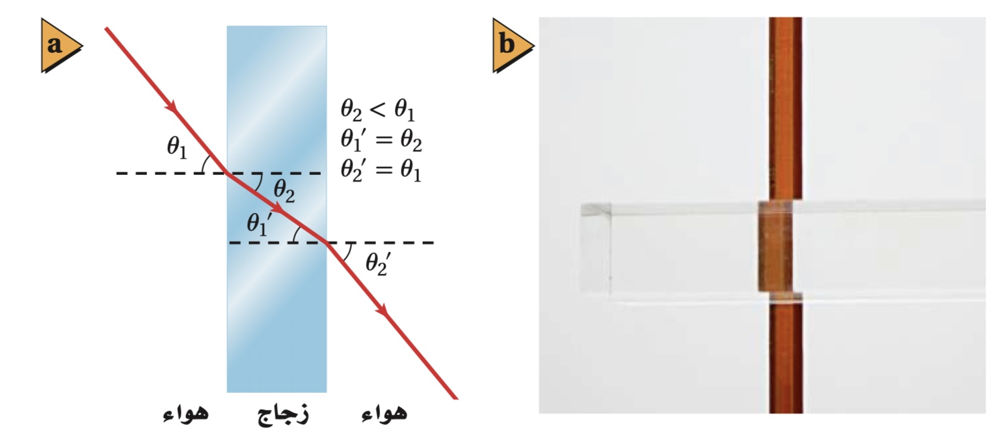 a
b
θ₂ < θ₁
θ₁′ = θ₂
θ₂′ = θ₁
θ₁
θ₂
θ₁′
θ₂′
هواء
زجاج
هواء